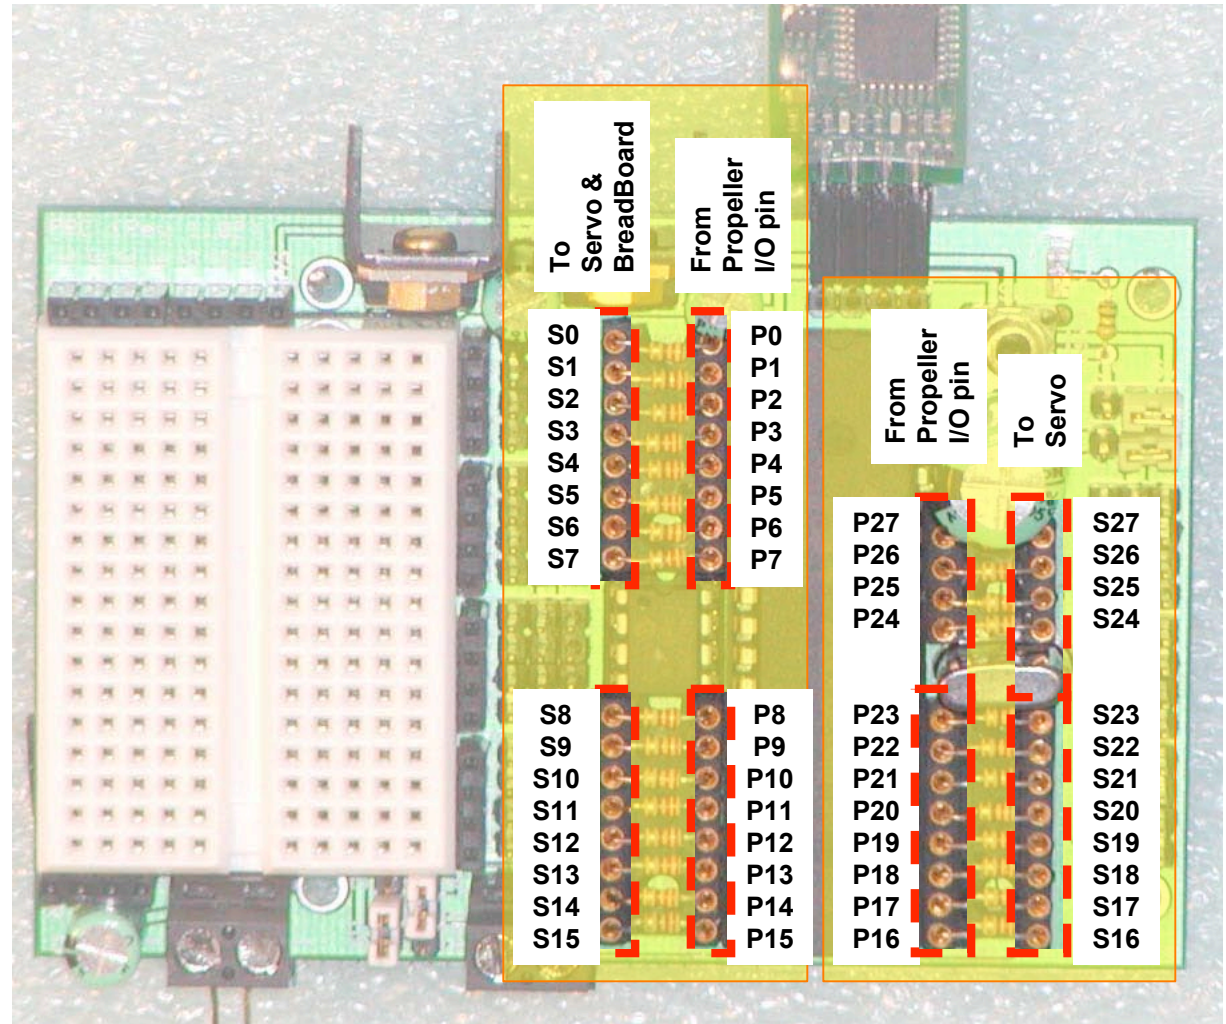 To
Servo &
BreadBoard
From
Propeller
I/O pin
S0
S1
S2
S3
S4
S5
S6
S7
P0
P1
P2
P3
P4
P5
P6
P7
S8
S9
S10
S11
S12
S13
S14
S15
P8
P9
P10
P11
P12
P13
P14
P15
From
Propeller
I/O pin
To
Servo
P27
P26
P25
P24
S27
S26
S25
S24
P23
P22
P21
P20
P19
P18
P17
P16
S23
S22
S21
S20
S19
S18
S17
S16